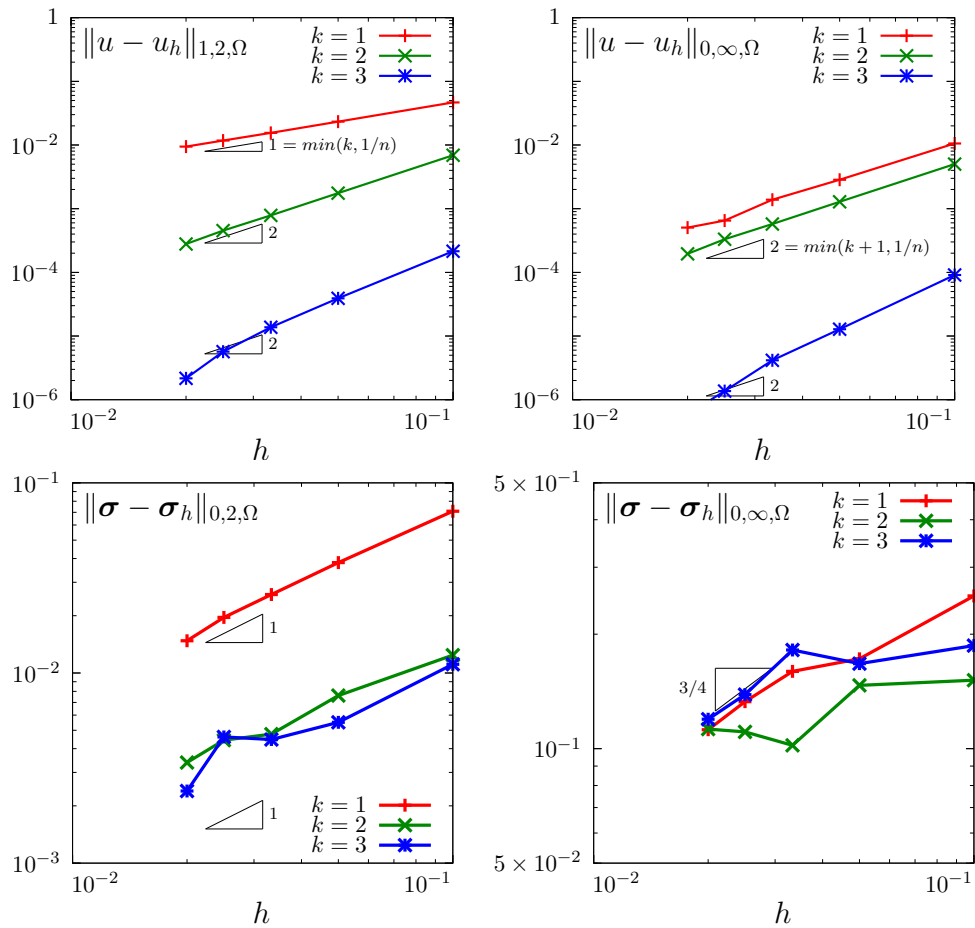 1
10⁻²
10⁻⁴
10⁻⁶
10⁻² 10⁻¹
h
‖u − u_h‖₁,₂,Ω
k = 1
k = 2
k = 3
1 = min(k, 1/n)
2
2
1
10⁻²
10⁻⁴
10⁻⁶
10⁻² 10⁻¹
h
‖u − u_h‖₀,∞,Ω
k = 1
k = 2
k = 3
2 = min(k + 1, 1/n)
2
10⁻¹
10⁻²
10⁻³
10⁻² 10⁻¹
h
‖σ − σ_h‖₀,₂,Ω
1
1
k = 1
k = 2
k = 3
5 × 10⁻¹
10⁻¹
5 × 10⁻²
10⁻² 10⁻¹
h
‖σ − σ_h‖₀,∞,Ω
k = 1
k = 2
k = 3
3/4